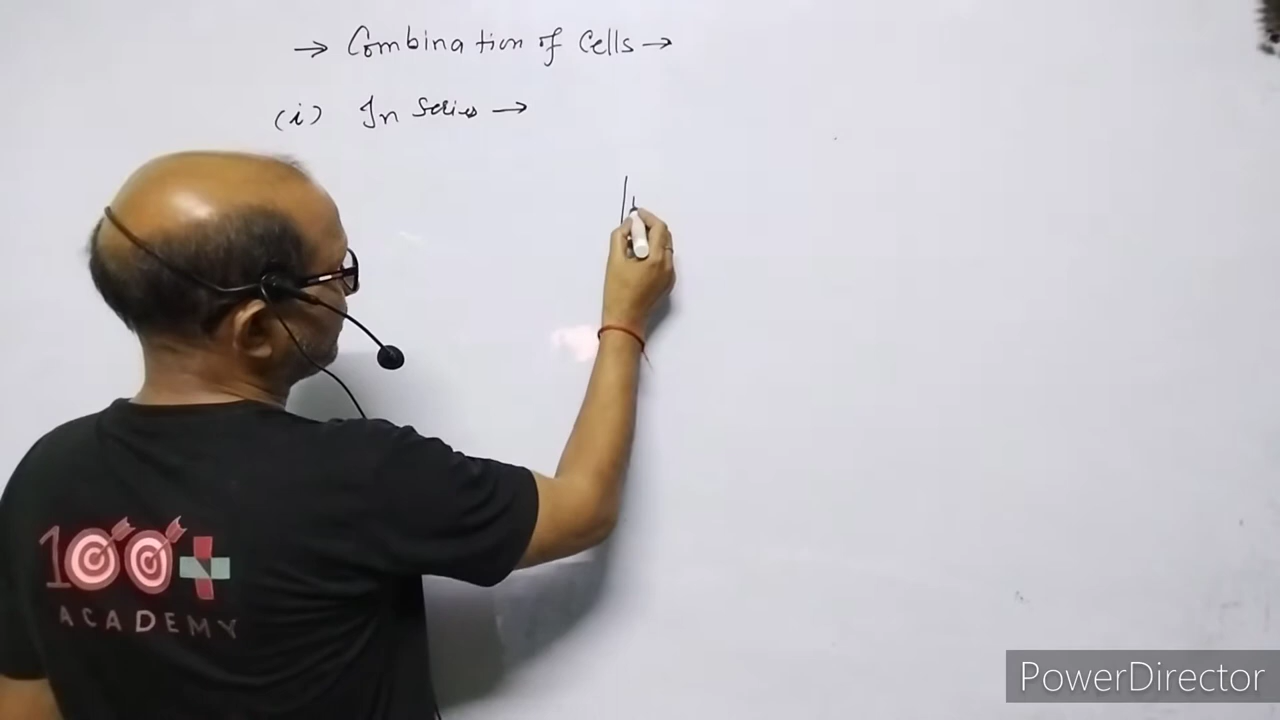 → Combination of Cells →
(i) In Series →
100+
ACADEMY
PowerDirector